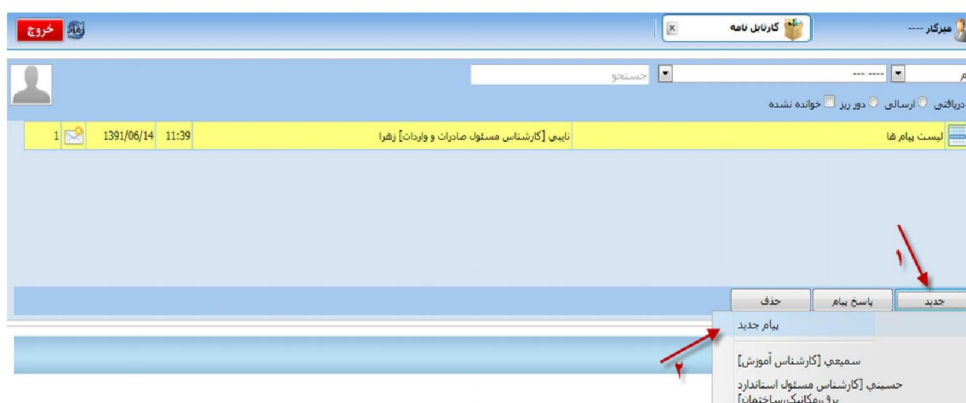 میزکار ----
کارتابل نامه
خروج
--- ----
جستجو
دریافتی ارسالی دور ریز خوانده نشده
لیست پیام ها
نایبی [کارشناس مسئول صادرات و واردات] زهرا
11:39
1391/06/14
1
۱
جدید
پاسخ پیام
حذف
پیام جدید
۲
سمیعی [کارشناس آموزش]
حسینی [کارشناس مسئول استاندارد
برق،مکانیک،ساختمان]